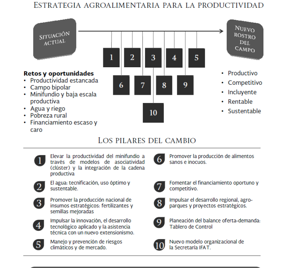 ESTRATEGIA AGROALIMENTARIA PARA LA PRODUCTIVIDAD
SITUACIÓN
ACTUAL
NUEVO
ROSTRO
DEL
CAMPO
1
2
3
4
5
6
7
8
9
10
Retos y oportunidades
• Productividad estancada
• Campo bipolar
• Minifundio y baja escala
productiva
• Agua y riego
• Pobreza rural
• Financiamiento escaso y
caro
• Productivo
• Competitivo
• Incluyente
• Rentable
• Sustentable
LOS PILARES DEL CAMBIO
1 Elevar la productividad del minifundio a
través de modelos de asociatividad
(clúster) y la integración de la cadena
productiva
2 El agua: tecnificación, uso óptimo y
sustentable.
3 Promover la producción nacional de
insumos estratégicos: fertilizantes y
semillas mejoradas
4 Impulsar la innovación, el desarrollo
tecnológico aplicado y la asistencia
técnica con un nuevo extensionismo.
5 Manejo y prevención de riesgos
climáticos y de mercado.
6 Promover la producción de alimentos
sanos e inocuos.
7 Fomentar el financiamiento oportuno y
competitivo.
8 Impulsar el desarrollo regional, agro-
parques y proyectos estratégicos.
9 Planeación del balance oferta-demanda:
Tablero de Control
10 Nuevo modelo organizacional de
la Secretaría